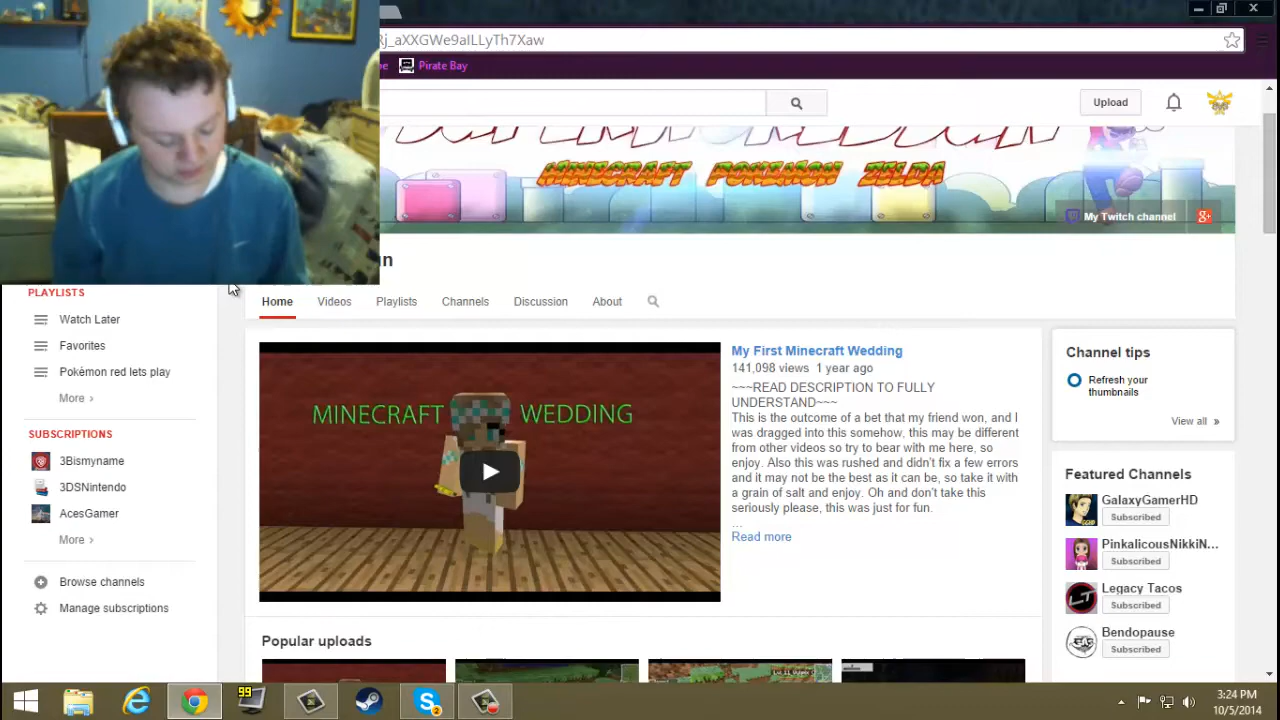 Rj_aXXGWe9aILLyTh7Xaw
Pirate Bay
Upload
MINECRAFT POKEMON ZELDA
My Twitch channel
Home Videos Playlists Channels Discussion About
PLAYLISTS
Watch Later
Favorites
Pokèmon red lets play
More ›
SUBSCRIPTIONS
3Bismyname
3DSNintendo
AcesGamer
More ›
Browse channels
Manage subscriptions
MINECRAFT WEDDING
My First Minecraft Wedding
141,098 views 1 year ago
~~~READ DESCRIPTION TO FULLY
UNDERSTAND~~~
This is the outcome of a bet that my friend won, and I
was dragged into this somehow, this may be different
from other videos so try to bear with me here, so
enjoy. Also this was rushed and didn't fix a few errors
and it may not be the best as it can be, so take it with
a grain of salt and enjoy. Oh and don't take this
seriously please, this was just for fun.
...
Read more
Popular uploads
Channel tips
Refresh your
thumbnails
View all »
Featured Channels
GalaxyGamerHD
Subscribed
PinkaliciousNikkiN...
Subscribed
Legacy Tacos
Subscribed
Bendopause
Subscribed
99
2
3:24 PM
10/5/2014